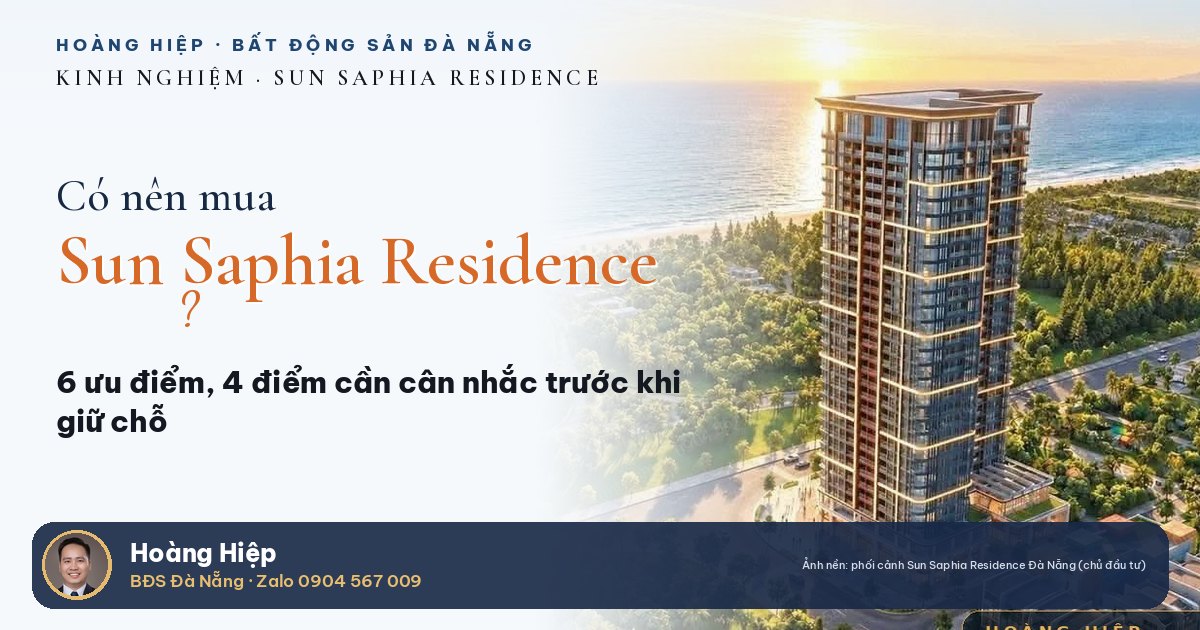 HOÀNG HIỆP · BẤT ĐỘNG SẢN ĐÀ NẴNG
KINH NGHIỆM · SUN SAPHIA RESIDENCE
Có nên mua
Sun Saphia Residence
?
6 ưu điểm, 4 điểm cần cân nhắc trước khi
giữ chỗ
Hoàng Hiệp
BĐS Đà Nẵng · Zalo 0904 567 009
Ảnh nền: phối cảnh Sun Saphia Residence Đà Nẵng (chủ đầu tư)
HOÀNG HIỆP